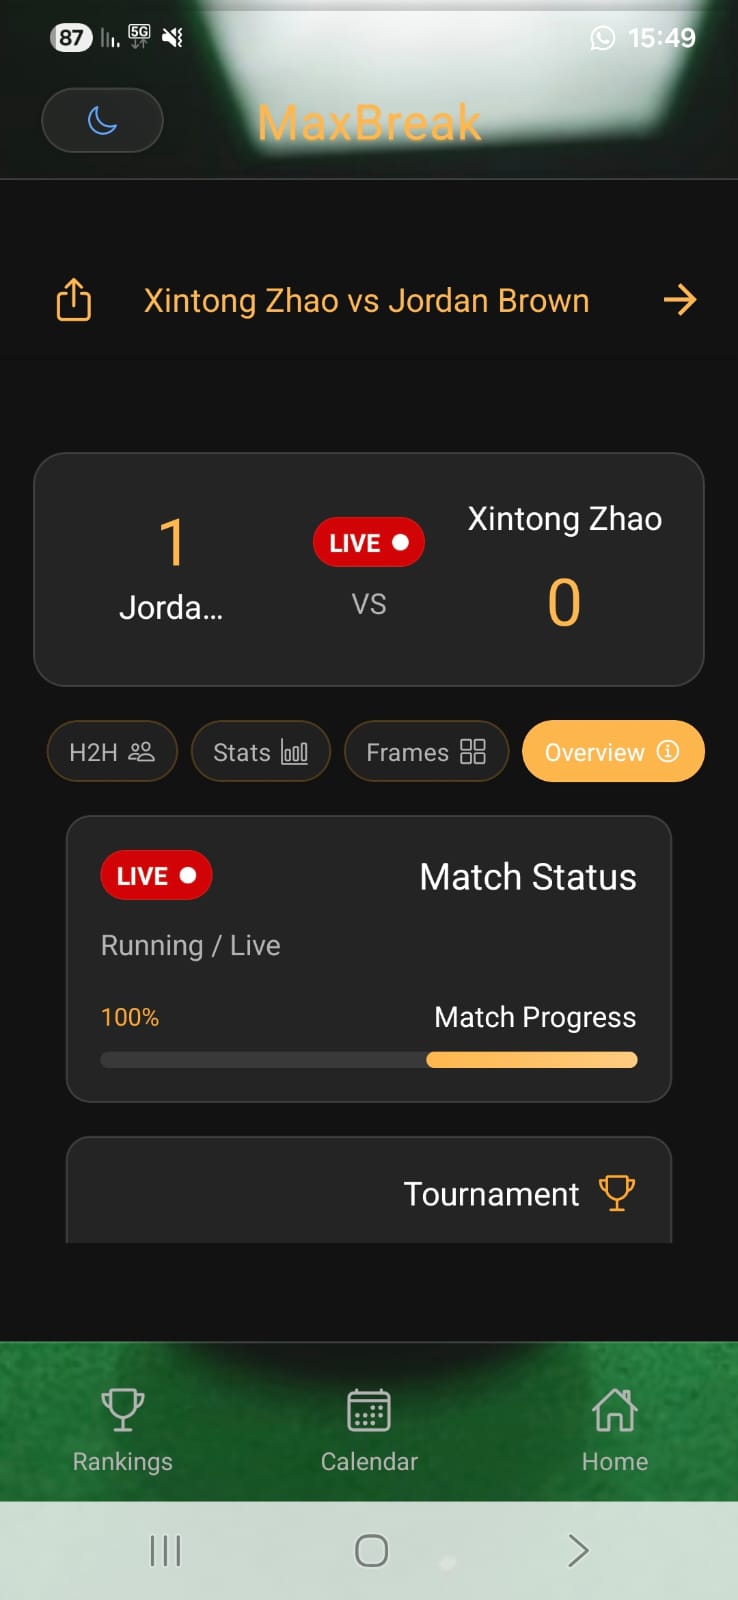 87 5G 15:49
MaxBreak
Xintong Zhao vs Jordan Brown
1
Jorda...
LIVE
VS
Xintong Zhao
0
H2H Stats Frames Overview
LIVE Match Status
Running / Live
100% Match Progress
Tournament
Rankings Calendar Home